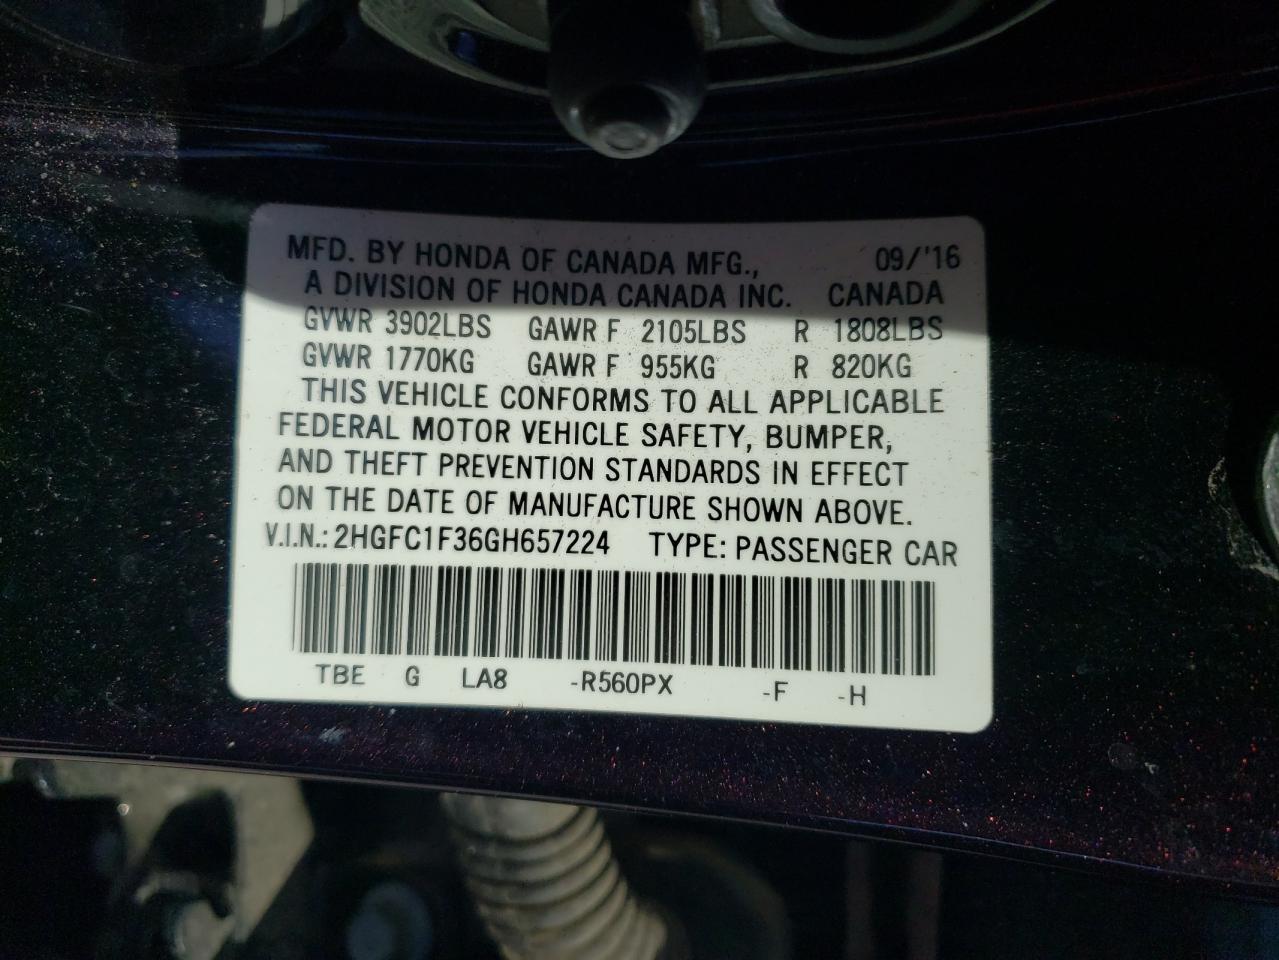 MFD. BY HONDA OF CANADA MFG., 09/'16
A DIVISION OF HONDA CANADA INC. CANADA
GVWR 3902LBS GAWR F 2105LBS R 1808LBS
GVWR 1770KG GAWR F 955KG R 820KG
THIS VEHICLE CONFORMS TO ALL APPLICABLE
FEDERAL MOTOR VEHICLE SAFETY, BUMPER,
AND THEFT PREVENTION STANDARDS IN EFFECT
ON THE DATE OF MANUFACTURE SHOWN ABOVE.
V.I.N.: 2HGFC1F36GH657224 TYPE: PASSENGER CAR
TBE G LA8 -R560PX -F -H